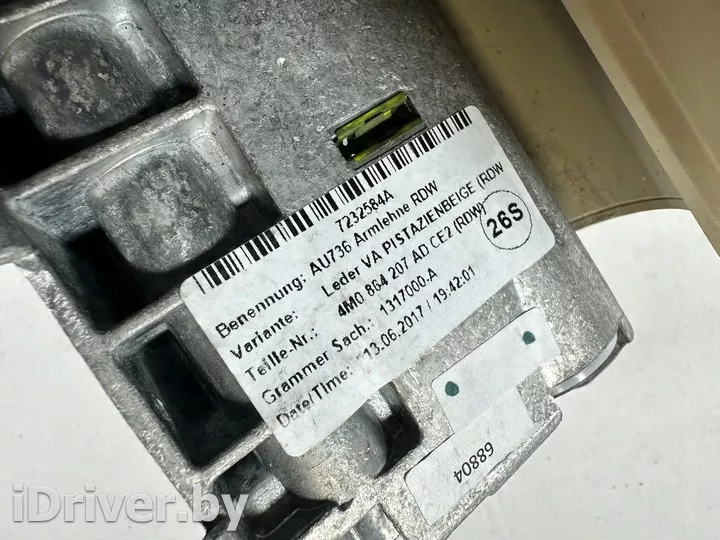 7232584A
Benennung: AU736 Armlehne RDW
Variante: Leder VA PISTAZIENBEIGE (RDW
Teille-Nr.: 4M0 864 207 AD CE2 (RDW)
Grammer Sach.: 1317000-A
Date/Time: 13.06.2017 / 19:42:01
26S
68804
iDriver.by